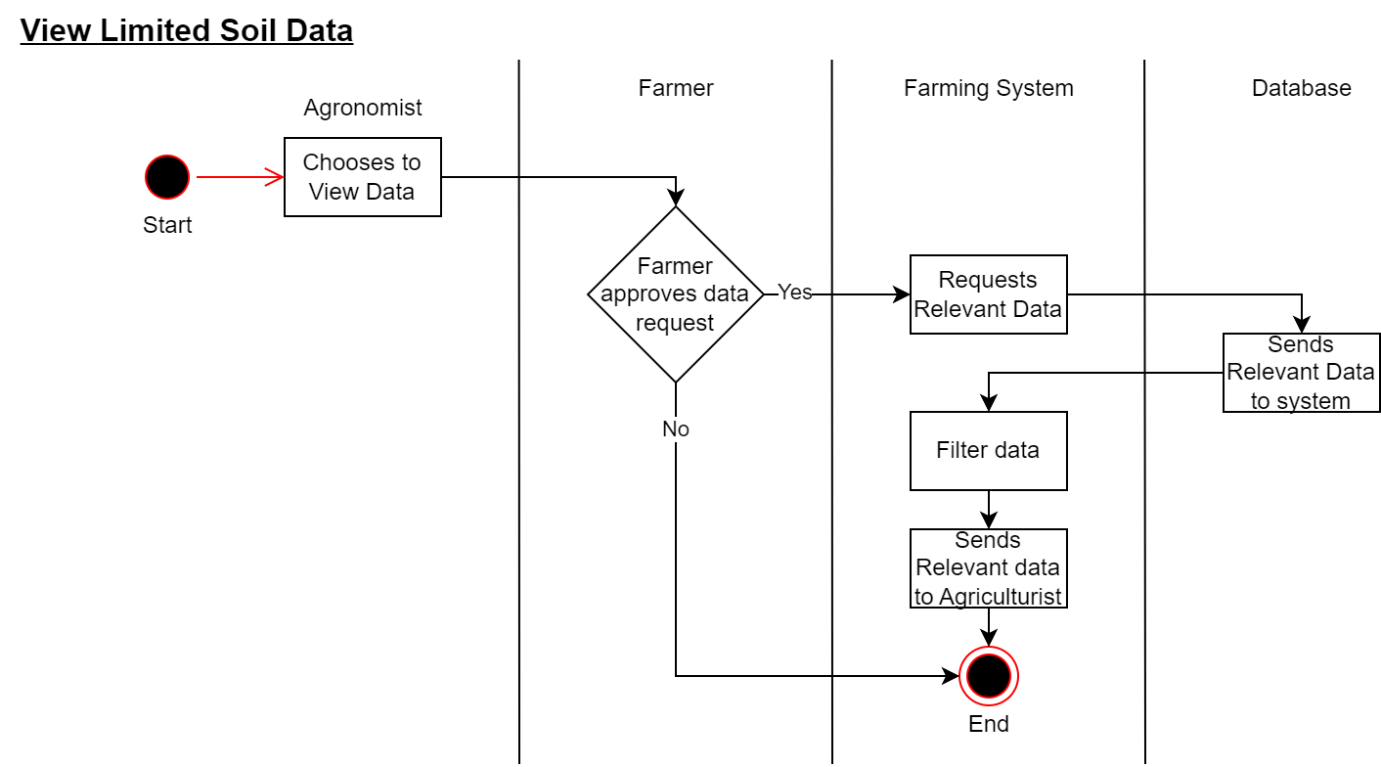 View Limited Soil Data
Agronomist
Farmer
Farming System
Database
Chooses to
View Data
Start
Farmer
approves data
request
Yes
Requests
Relevant Data
Sends
Relevant Data
to system
No
Filter data
Sends
Relevant data
to Agriculturist
End